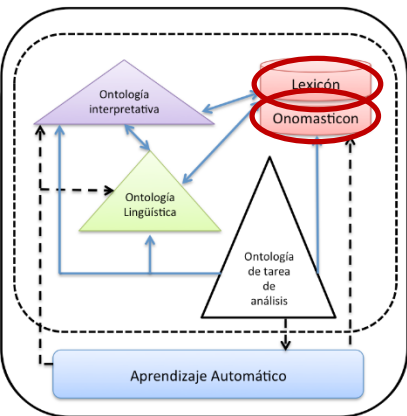 Lexicón
Onomasticon
Ontología
interpretativa
Ontología
Lingüística
Ontología
de tarea
de
análisis
Aprendizaje Automático